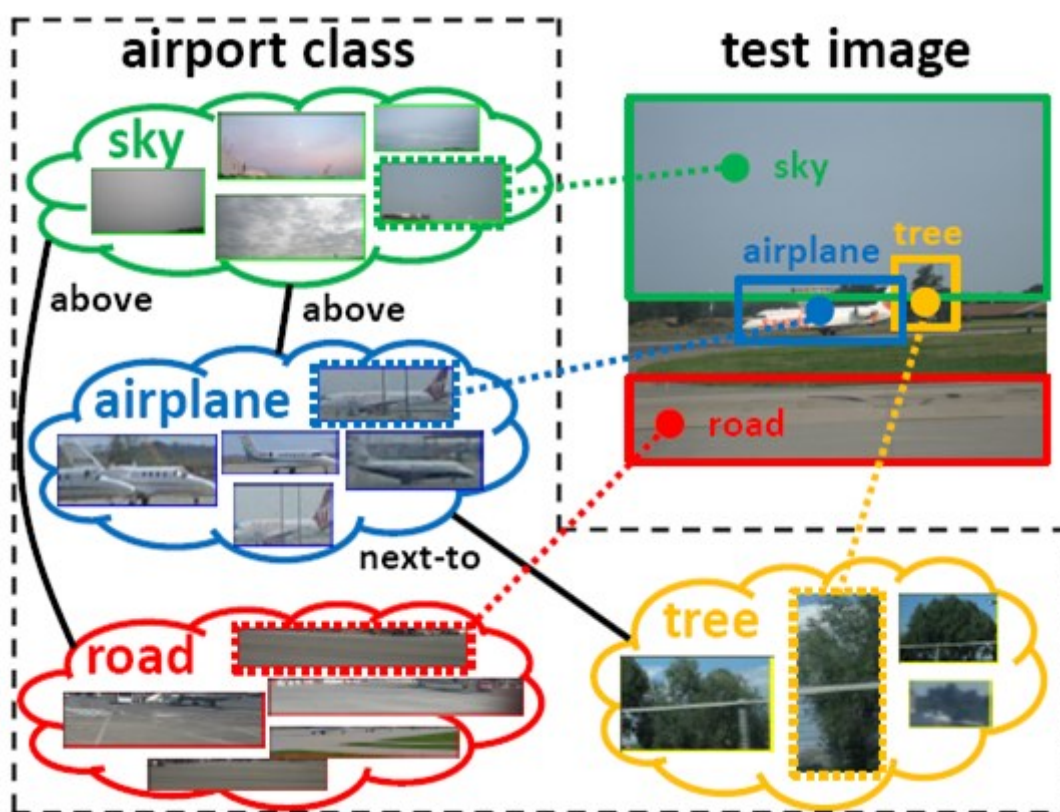 airport class
test image
sky
sky
tree
airplane
above
above
airplane
road
next-to
road
tree